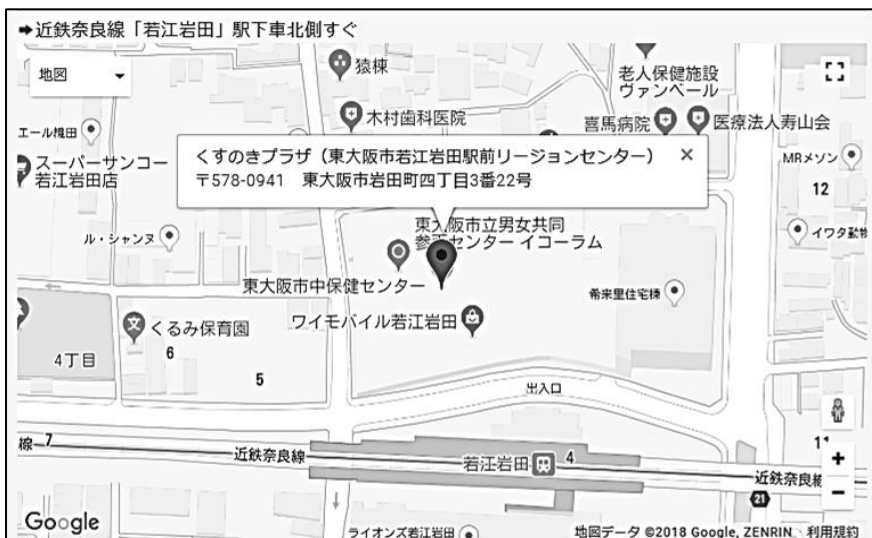 ➡近鉄奈良線「若江岩田」駅下車北側すぐ
地図
猿棟
老人保健施設
ヴァンベール
木村歯科医院
喜馬病院
医療法人寿山会
エール楓田
スーパーサンコー
若江岩田店
くすのきプラザ（東大阪市若江岩田駅前リージョンセンター）
〒578-0941　東大阪市岩田町四丁目3番22号
MRメゾン
12
ル・シャンヌ
東大阪市立男女共同
参画センター イコーラム
イワタ動物
東大阪市中保健センター
希来里住宅棟
くるみ保育園
ワイモバイル若江岩田
6
4丁目
5
出入口
線
7
近鉄奈良線
若江岩田
4
11
近鉄奈良線
21
Google
ライオンズ若江岩田
地図データ ©2018 Google, ZENRIN
利用規約